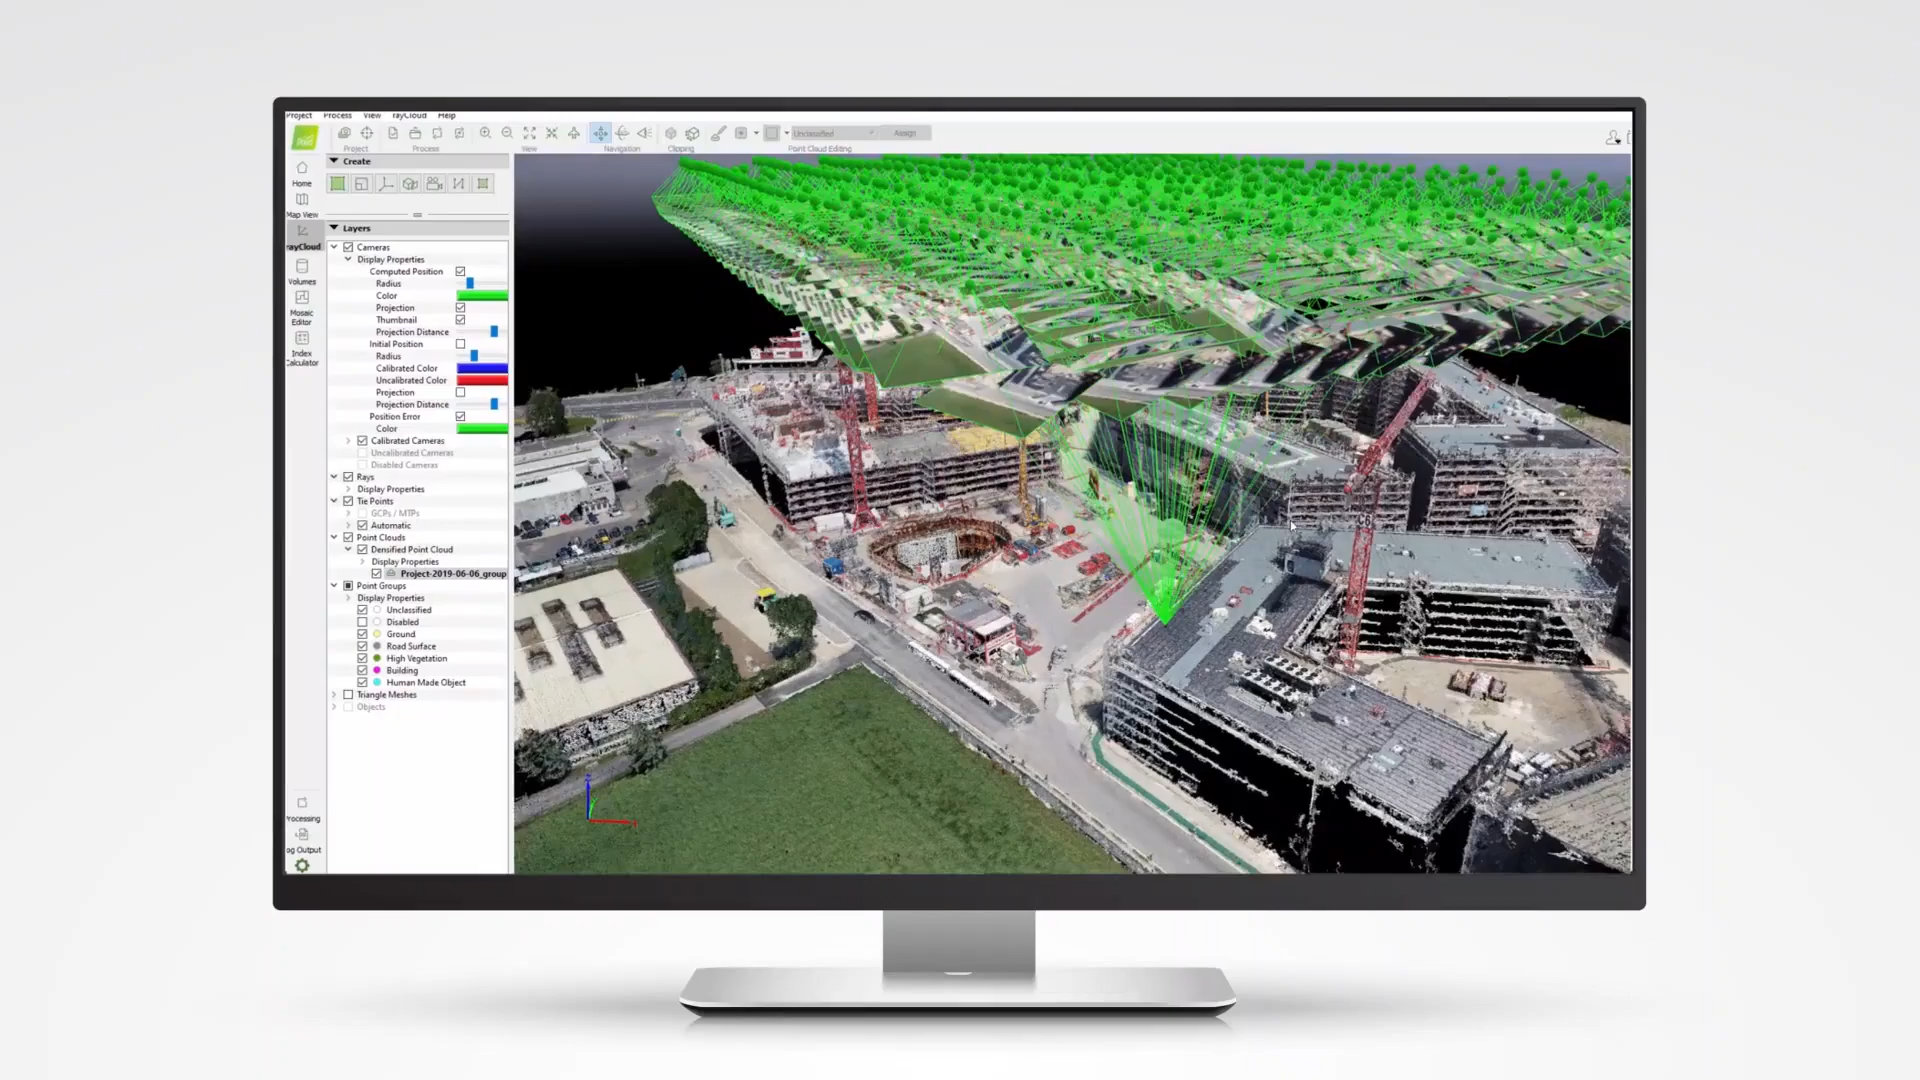 Project Process View rayCloud Help
Project Process View Navigation Clipping Point Cloud Editing
Unclassified Assign
Create
Home
Map View
rayCloud
Volumes
Mosaic
Editor
Index
Calculator
Processing
og Output
Layers
Cameras
Display Properties
Computed Position
Radius
Color
Projection
Thumbnail
Projection Distance
Initial Position
Radius
Calibrated Color
Uncalibrated Color
Projection
Projection Distance
Position Error
Color
Calibrated Cameras
Uncalibrated Cameras
Disabled Cameras
Rays
Display Properties
Tie Points
GCPs / MTPs
Automatic
Point Clouds
Densified Point Cloud
Display Properties
Project-2019-06-06_group
Point Groups
Display Properties
Unclassified
Disabled
Ground
Road Surface
High Vegetation
Building
Human Made Object
Triangle Meshes
Objects